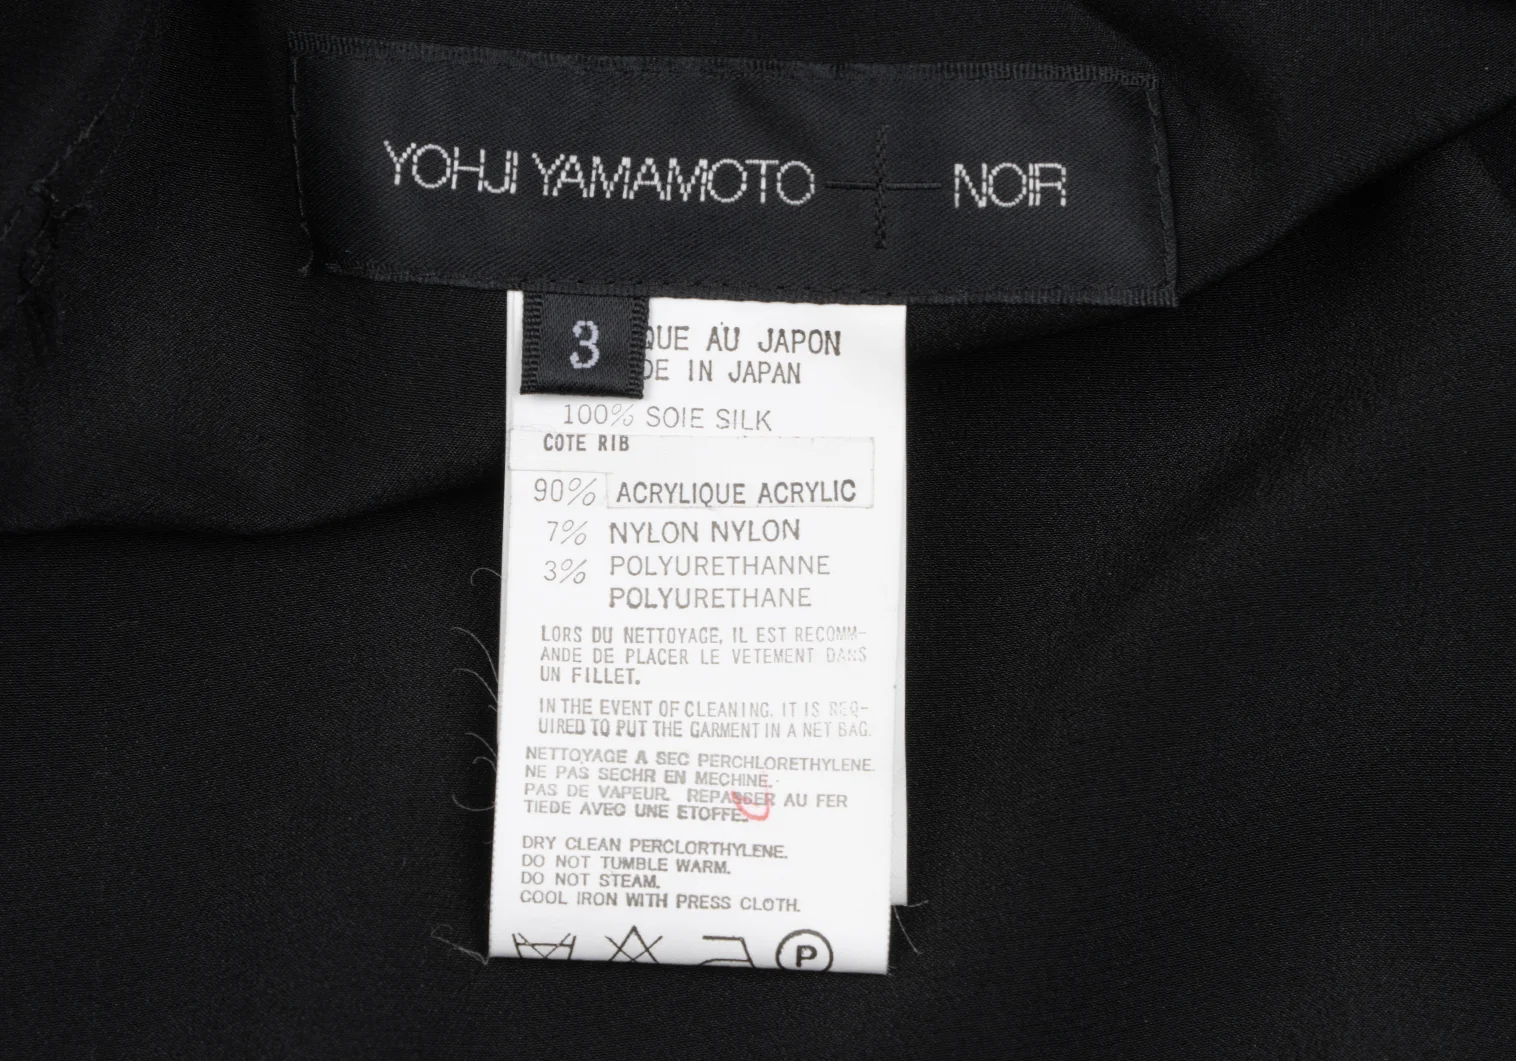 YOHJI YAMAMOTO NOIR
3
QUE AU JAPON
DE IN JAPAN
100% SOIE SILK
COTE RIB
90% ACRYLIQUE ACRYLIC
7% NYLON NYLON
3% POLYURETHANNE
POLYURETHANE
LORS DU NETTOYAGE, IL EST RECOMM-
ANDE DE PLACER LE VETEMENT DANS
UN FILLET.
IN THE EVENT OF CLEANING, IT IS REQ-
UIRED TO PUT THE GARMENT IN A NET BAG.
NETTOYAGE A SEC PERCHLORETHYLENE.
NE PAS SECHR EN MECHINE.
PAS DE VAPEUR. REPASSER AU FER
TIEDE AVEC UNE ETOFFE.
DRY CLEAN PERCLORTHYLENE.
DO NOT TUMBLE WARM.
DO NOT STEAM.
COOL IRON WITH PRESS CLOTH.
P